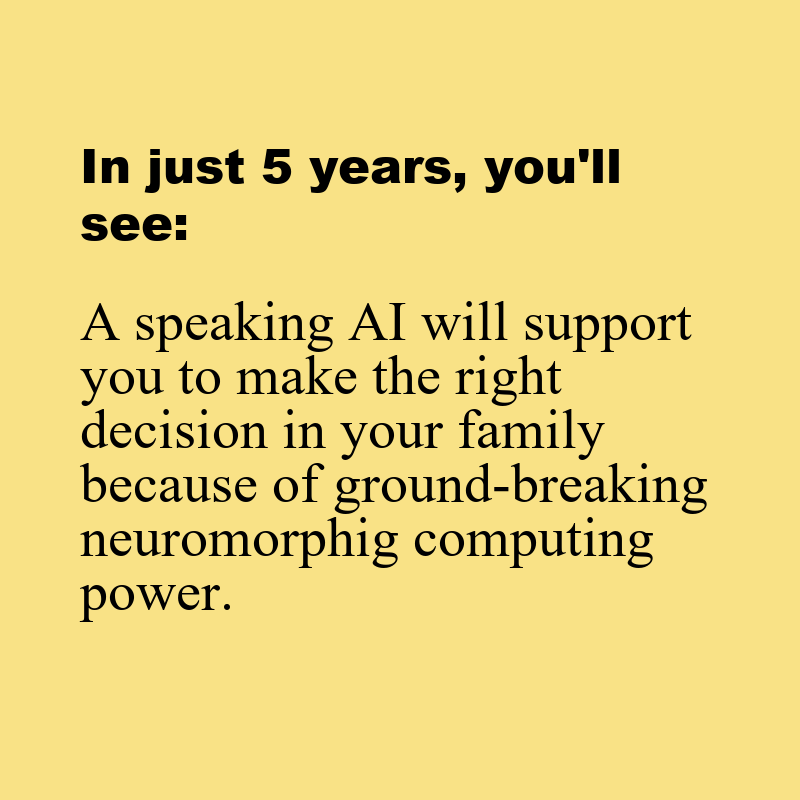 In just 5 years, you'll
see:
A speaking AI will support
you to make the right
decision in your family
because of ground-breaking
neuromorphig computing
power.